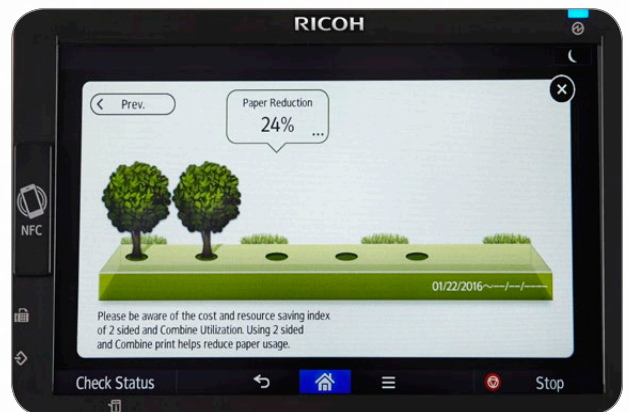 RICOH
Prev.
Paper Reduction
24% ...
NFC
01/22/2016~--/--/----
Please be aware of the cost and resource saving index
of 2 sided and Combine Utilization. Using 2 sided
and Combine print helps reduce paper usage.
Check Status
Stop